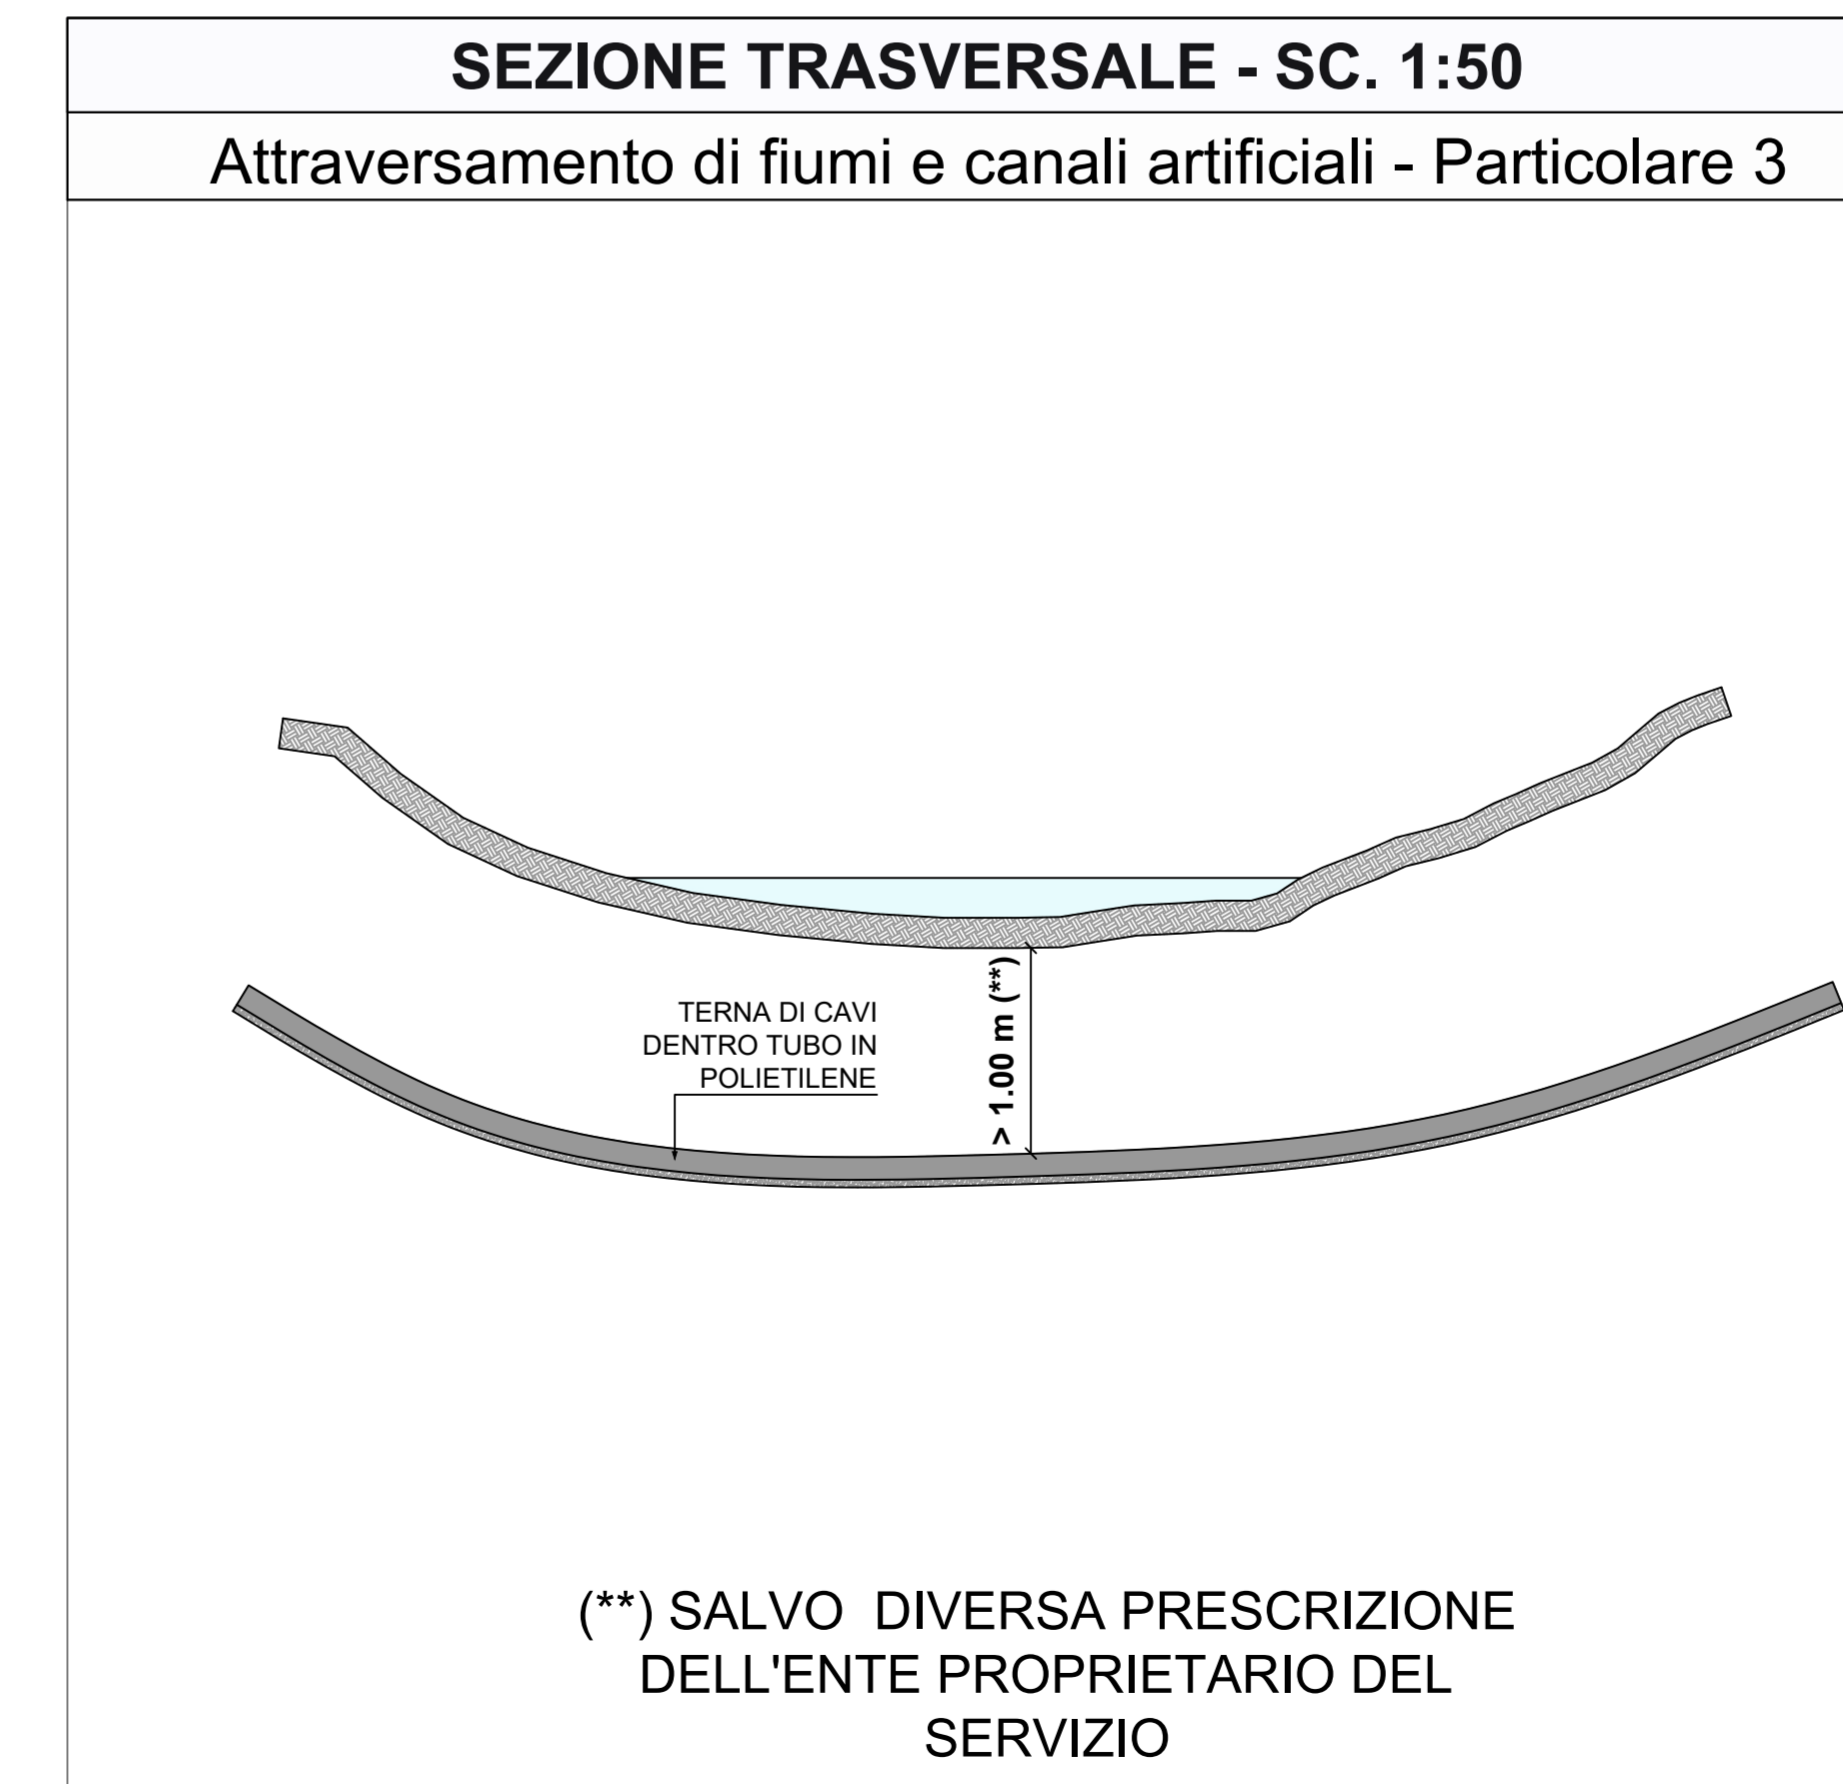 SEZIONE TRASVERSALE - SC. 1:50
Attraversamento di fiumi e canali artificiali - Particolare 3
TERNA DI CAVI
DENTRO TUBO IN
POLIETILENE
> 1.00 m (**)
(**) SALVO  DIVERSA PRESCRIZIONE
DELL'ENTE PROPRIETARIO DEL
SERVIZIO